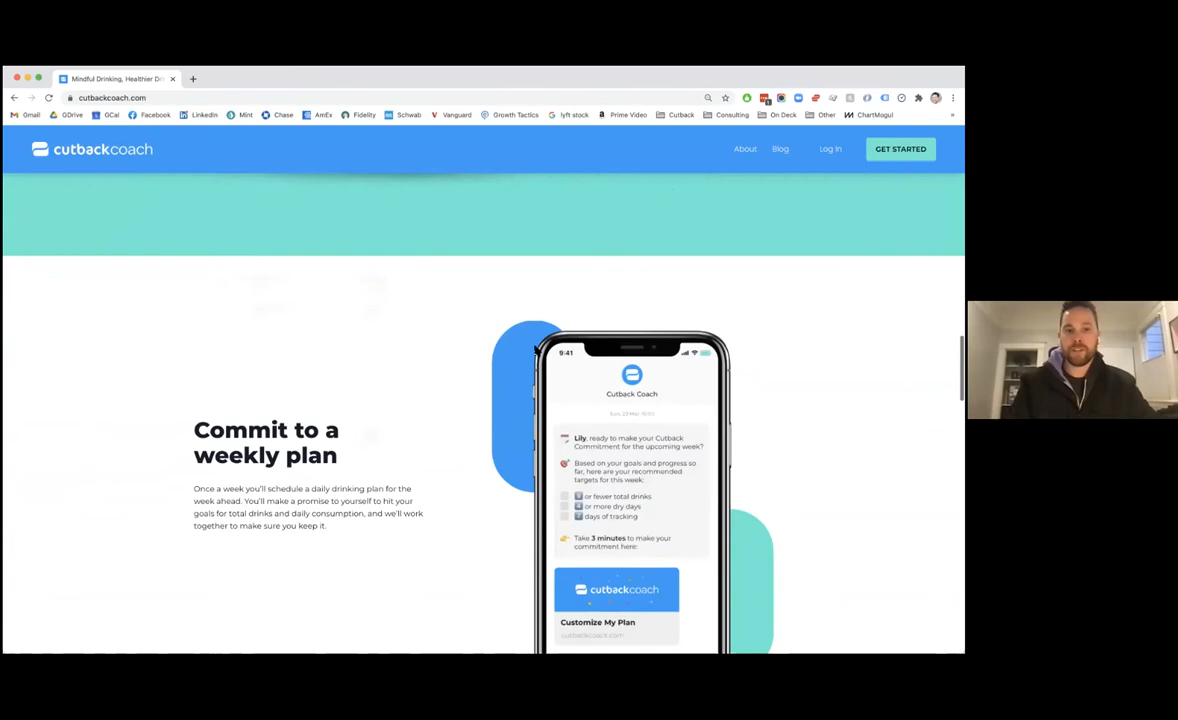 Mindful Drinking, Healthier Dri
cutbackcoach.com
Gmail GDrive GCal Facebook LinkedIn Mint Chase AmEx Fidelity Schwab Vanguard Growth Tactics lyft stock Prime Video Cutback Consulting On Deck Other ChartMogul »
cutbackcoach
About Blog Log In GET STARTED
9:41
Cutback Coach
Commit to a
weekly plan
Once a week you'll schedule a daily drinking plan for the
week ahead. You'll make a promise to yourself to hit your
goals for total drinks and daily consumption, and we'll work
together to make sure you keep it.
Lily, ready to make your Cutback
Commitment for the upcoming week?
Based on your goals and progress so
far, here are your recommended
targets for this week:
or fewer total drinks
or more dry days
days of tracking
Take 3 minutes to make your
commitment here:
cutbackcoach
Customize My Plan
cutbackcoach.com